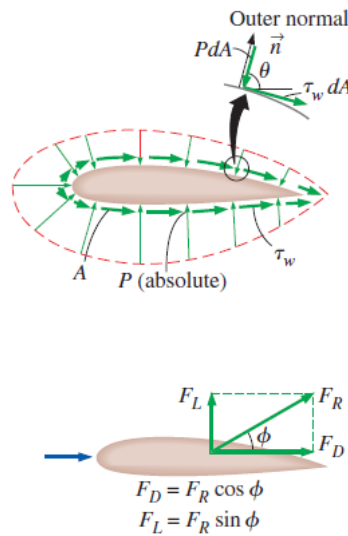 Outer normal
PdA
n⃗
θ
τw dA
A
P (absolute)
τw
FL
FR
ϕ
FD
FD = FR cos ϕ
FL = FR sin ϕ